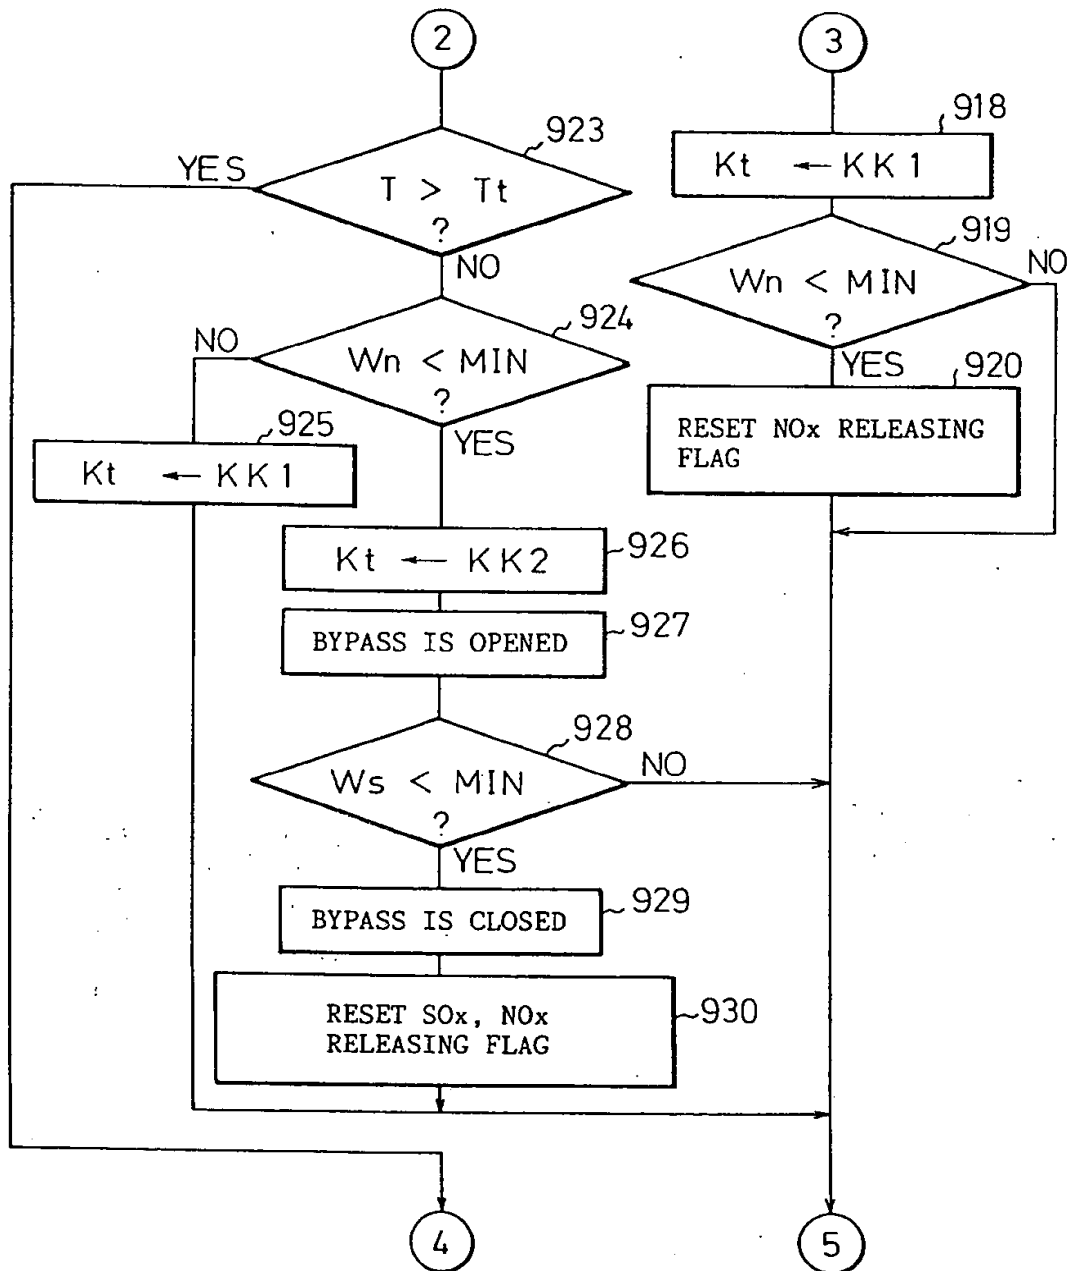 2
3
923
YES
T > Tt
?
NO
918
Kt ← KK1
919
Wn < MIN
?
NO
YES
924
NO
Wn < MIN
?
YES
920
RESET NOx RELEASING
FLAG
925
Kt ← KK1
Kt ← KK2
926
BYPASS IS OPENED
927
928
Ws < MIN
?
NO
YES
BYPASS IS CLOSED
929
RESET SOx, NOx
RELEASING FLAG
930
4
5